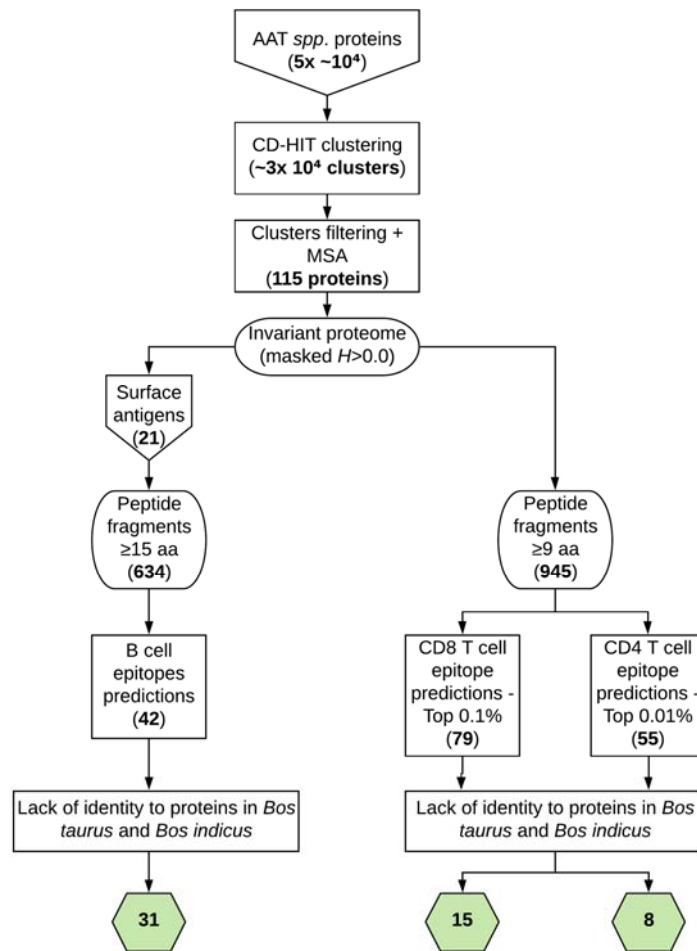 AAT spp. proteins
(5x ~10⁴)
CD-HIT clustering
(~3x 10⁴ clusters)
Clusters filtering +
MSA
(115 proteins)
Invariant proteome
(masked H>0.0)
Surface
antigens
(21)
Peptide
fragments
≥15 aa
(634)
Peptide
fragments
≥9 aa
(945)
B cell
epitopes
predictions
(42)
CD8 T cell
epitope
predictions -
Top 0.1%
(79)
CD4 T cell
epitope
predictions -
Top 0.01%
(55)
Lack of identity to proteins in Bos
taurus and Bos indicus
Lack of identity to proteins in Bos
taurus and Bos indicus
31
15
8